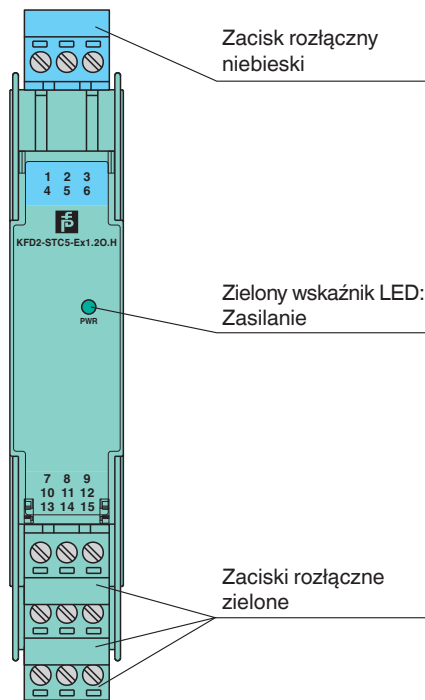 Zacisk rozłączny
niebieski
1 2 3
4 5 6
KFD2-STC5-Ex1.2O.H
Zielony wskaźnik LED:
Zasilanie
PWR
7 8 9
10 11 12
13 14 15
Zaciski rozłączne
zielone